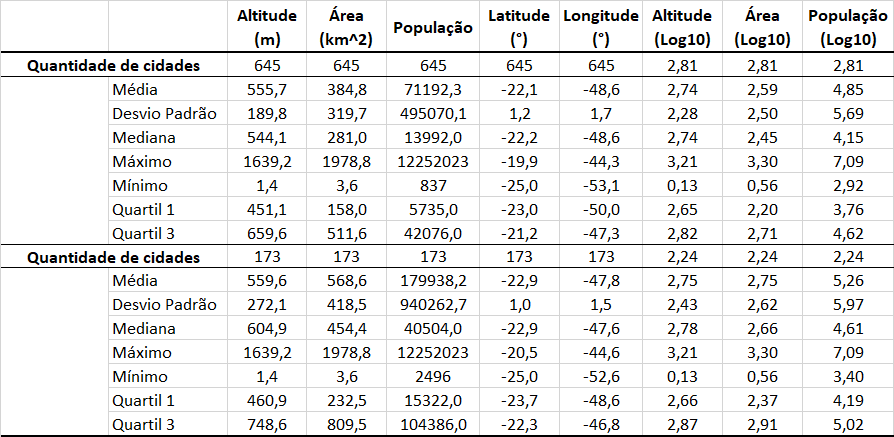 Altitude (m) Área (km^2) População Latitude (°) Longitude (°) Altitude (Log10) Área (Log10) População (Log10)
Quantidade de cidades 645 645 645 645 645 2,81 2,81 2,81
Média 555,7 384,8 71192,3 -22,1 -48,6 2,74 2,59 4,85
Desvio Padrão 189,8 319,7 495070,1 1,2 1,7 2,28 2,50 5,69
Mediana 544,1 281,0 13992,0 -22,2 -48,6 2,74 2,45 4,15
Máximo 1639,2 1978,8 12252023 -19,9 -44,3 3,21 3,30 7,09
Mínimo 1,4 3,6 837 -25,0 -53,1 0,13 0,56 2,92
Quartil 1 451,1 158,0 5735,0 -23,0 -50,0 2,65 2,20 3,76
Quartil 3 659,6 511,6 42076,0 -21,2 -47,3 2,82 2,71 4,62
Quantidade de cidades 173 173 173 173 173 2,24 2,24 2,24
Média 559,6 568,6 179938,2 -22,9 -47,8 2,75 2,75 5,26
Desvio Padrão 272,1 418,5 940262,7 1,0 1,5 2,43 2,62 5,97
Mediana 604,9 454,4 40504,0 -22,9 -47,6 2,78 2,66 4,61
Máximo 1639,2 1978,8 12252023 -20,5 -44,6 3,21 3,30 7,09
Mínimo 1,4 3,6 2496 -25,0 -52,6 0,13 0,56 3,40
Quartil 1 460,9 232,5 15322,0 -23,7 -48,6 2,66 2,37 4,19
Quartil 3 748,6 809,5 104386,0 -22,3 -46,8 2,87 2,91 5,02